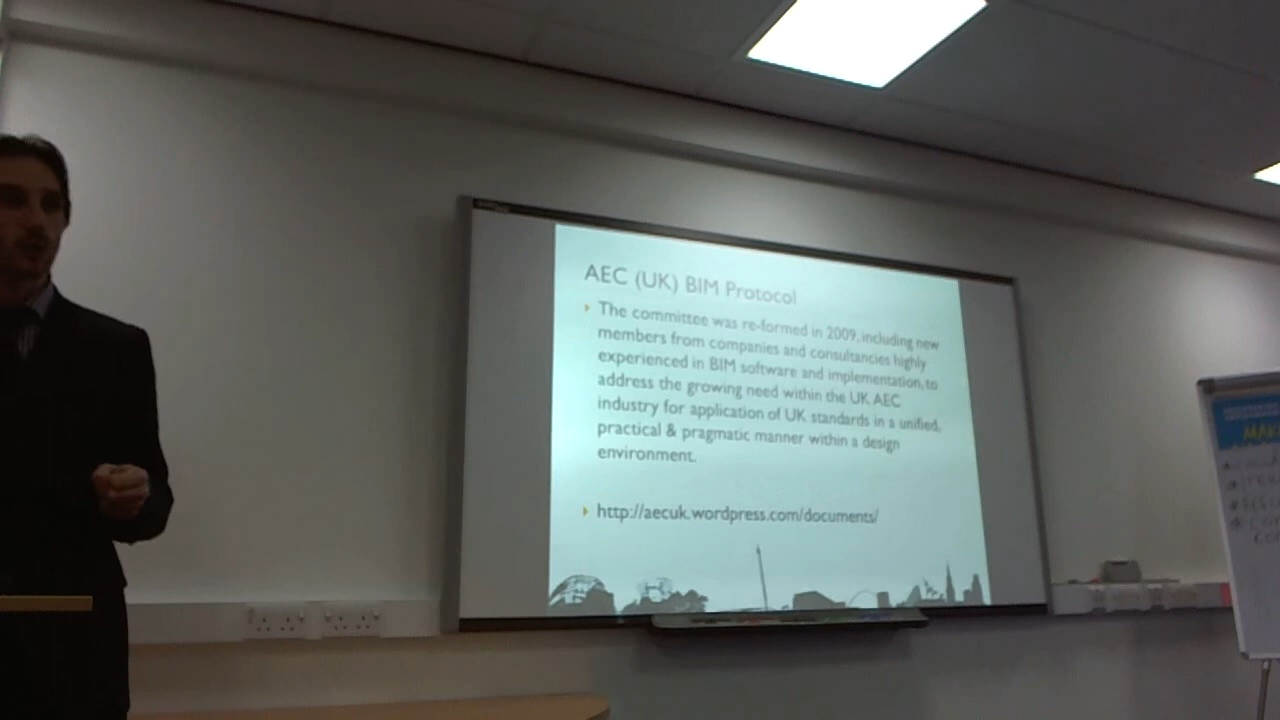 AEC (UK) BIM Protocol
The committee was re-formed in 2009, including new
members from companies and consultancies highly
experienced in BIM software and implementation, to
address the growing need within the UK AEC
industry for application of UK standards in a unified,
practical & pragmatic manner within a design
environment.
http://aecuk.wordpress.com/documents/